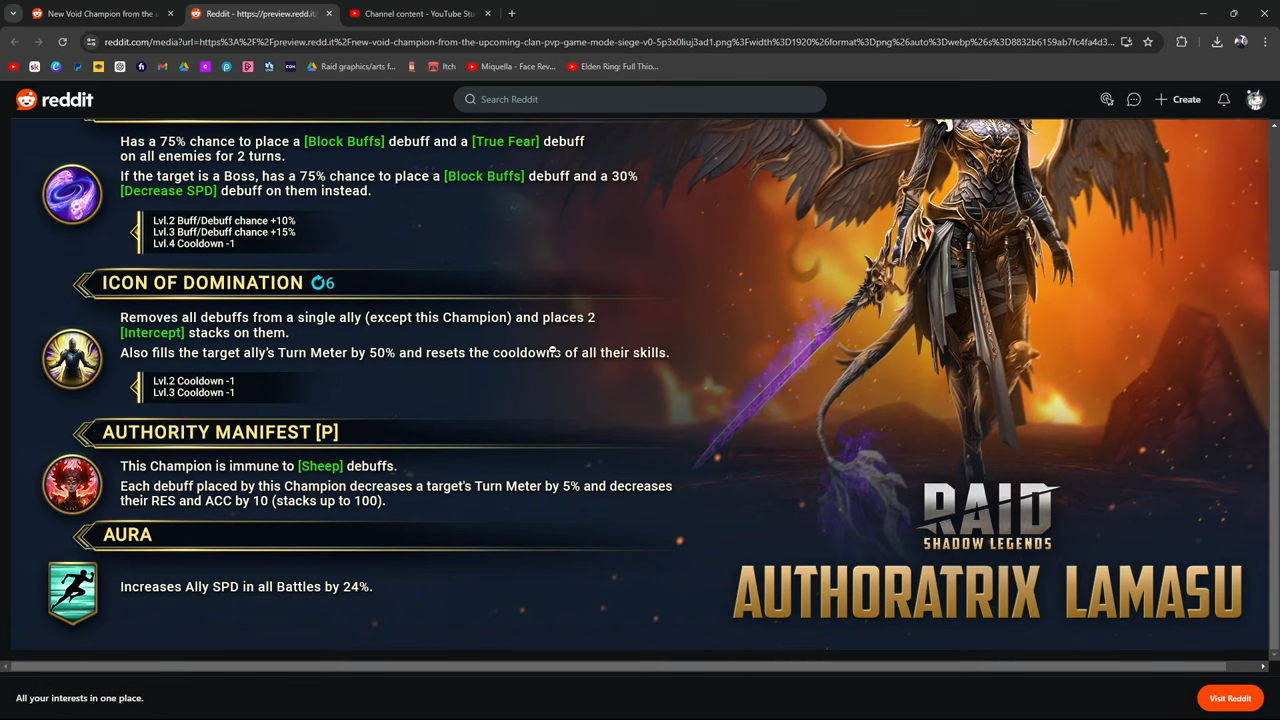 New Void Champion from the u
Reddit - https://preview.redd.it/
Channel content - YouTube Stu
reddit.com/media?url=https%3A%2F%2Fpreview.redd.it%2Fnew-void-champion-from-the-upcoming-clan-pvp-game-mode-siege-v0-5p3x0liuj3ad1.png%3Fwidth%3D1920%26format%3Dpng%26auto%3Dwebp%26s%3D8832b6159ab7fc4fa4d3...
Raid graphics/arts f...
Itch
Miquella - Face Rev...
Elden Ring: Full Thio...
reddit
Search Reddit
Create
Has a 75% chance to place a [Block Buffs] debuff and a [True Fear] debuff
on all enemies for 2 turns.
If the target is a Boss, has a 75% chance to place a [Block Buffs] debuff and a 30%
[Decrease SPD] debuff on them instead.
Lvl.2 Buff/Debuff chance +10%
Lvl.3 Buff/Debuff chance +15%
Lvl.4 Cooldown -1
ICON OF DOMINATION 6
Removes all debuffs from a single ally (except this Champion) and places 2
[Intercept] stacks on them.
Also fills the target ally's Turn Meter by 50% and resets the cooldowns of all their skills.
Lvl.2 Cooldown -1
Lvl.3 Cooldown -1
AUTHORITY MANIFEST [P]
This Champion is immune to [Sheep] debuffs.
Each debuff placed by this Champion decreases a target's Turn Meter by 5% and decreases
their RES and ACC by 10 (stacks up to 100).
AURA
Increases Ally SPD in all Battles by 24%.
RAID
SHADOW LEGENDS
AUTHORATRIX LAMASU
All your interests in one place.
Visit Reddit